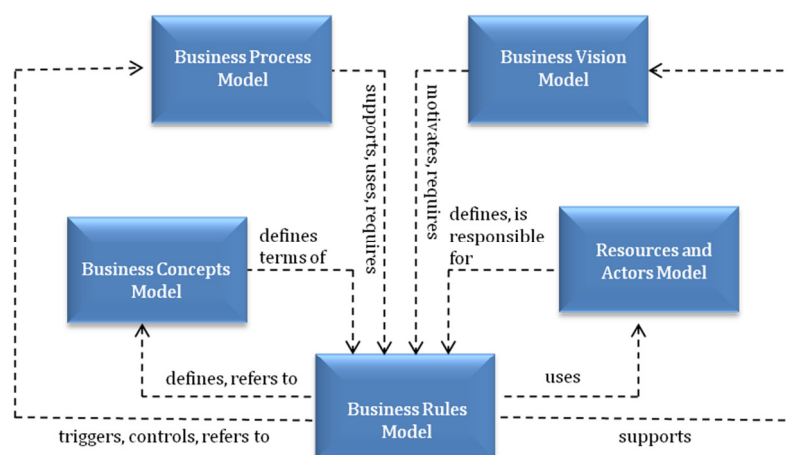 Business Process
Model
Business Vision
Model
supports, uses, requires
motivates, requires
defines
terms of
defines, is
responsible
for
Business Concepts
Model
Resources and
Actors Model
defines, refers to
uses
Business Rules
Model
triggers, controls, refers to
supports